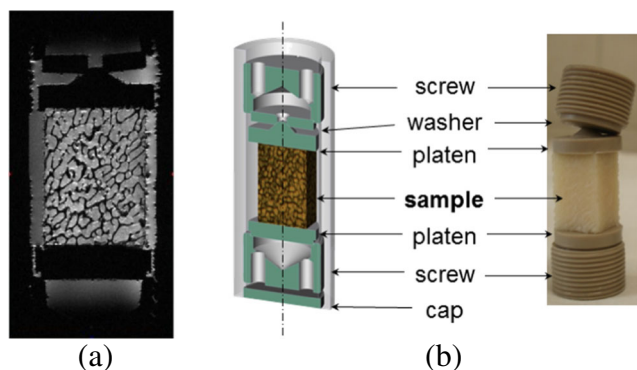 screw
washer
platen
sample
platen
screw
cap
(a)
(b)